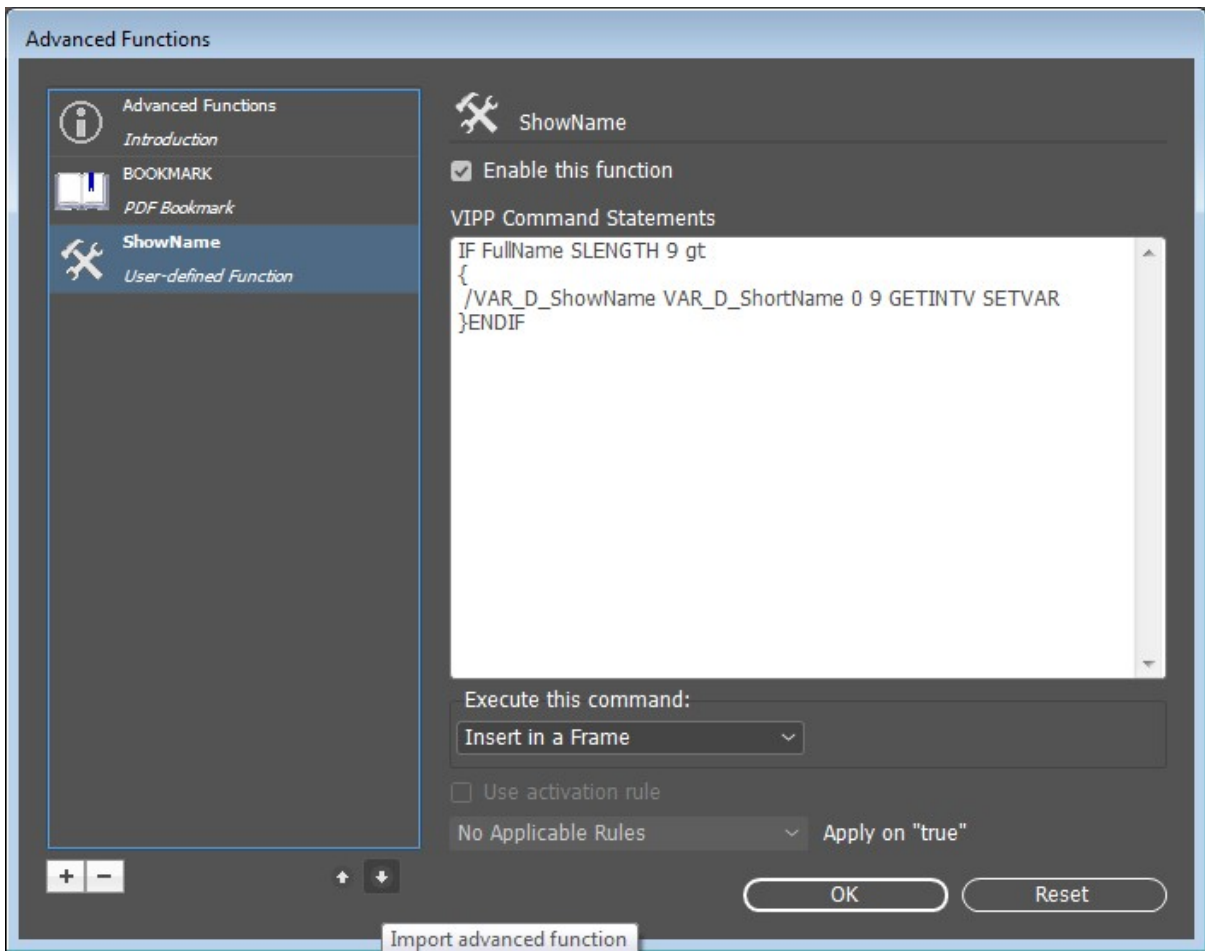 Advanced Functions
Advanced Functions
Introduction
BOOKMARK
PDF Bookmark
ShowName
User-defined Function
ShowName
Enable this function
VIPP Command Statements
IF FullName SLENGTH 9 gt
{
/VAR_D_ShowName VAR_D_ShortName 0 9 GETINTV SETVAR
}ENDIF
Execute this command:
Insert in a Frame
Use activation rule
No Applicable Rules
Apply on "true"
+ -
OK
Reset
Import advanced function